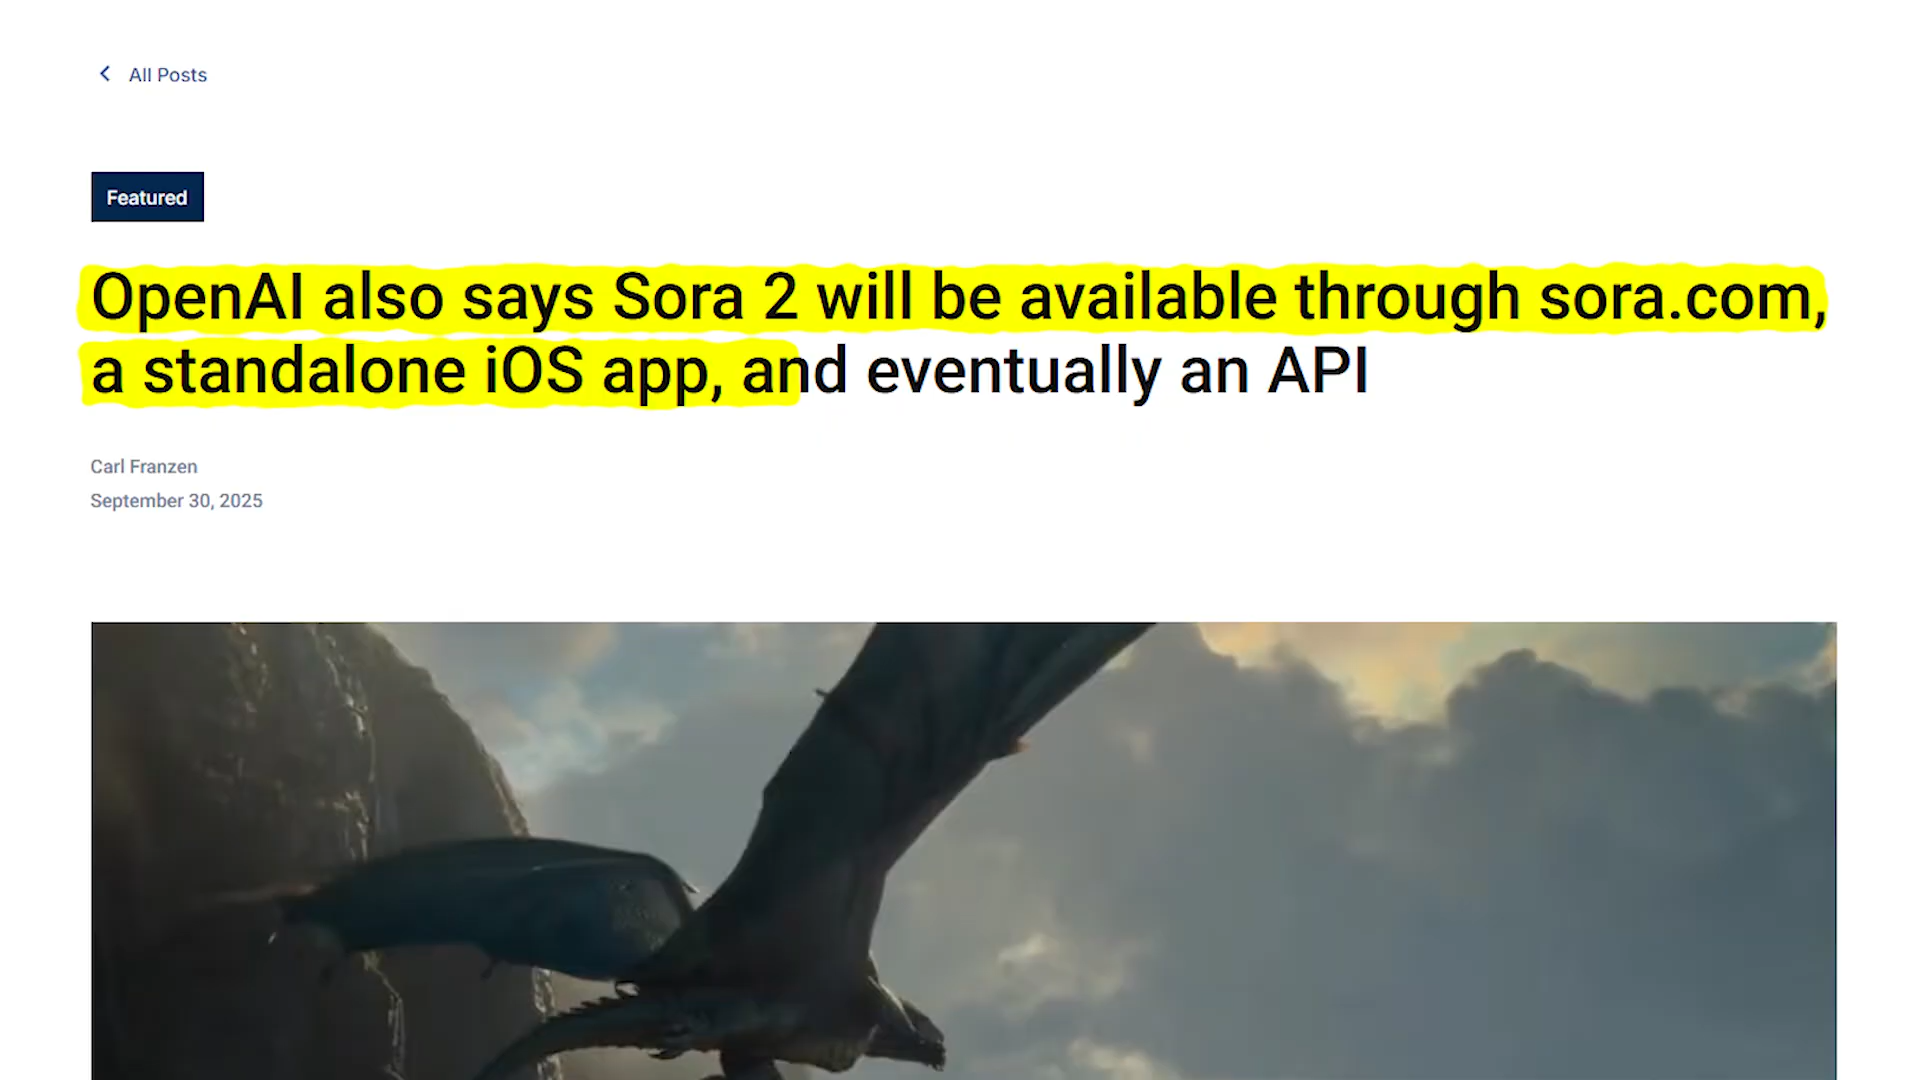 All Posts
Featured
OpenAI also says Sora 2 will be available through sora.com,
a standalone iOS app, and eventually an API
Carl Franzen
September 30, 2025